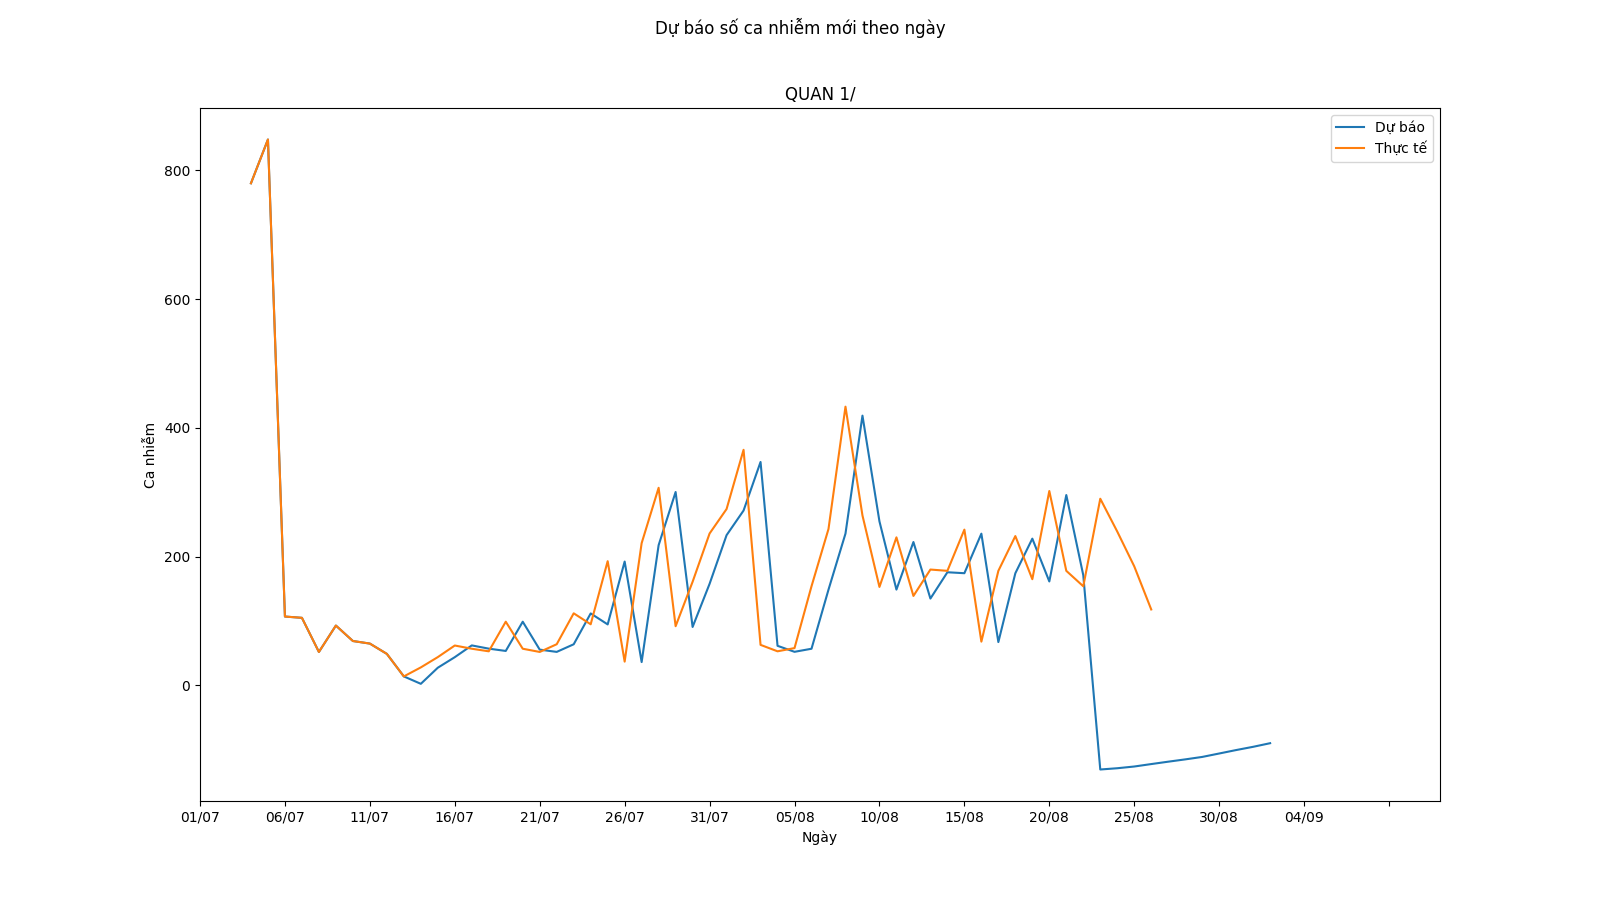 Dự báo số ca nhiễm mới theo ngày
QUAN 1/
Dự báo
Thực tế
800
600
400
200
0
Ca nhiễm
01/07 06/07 11/07 16/07 21/07 26/07 31/07 05/08 10/08 15/08 20/08 25/08 30/08 04/09
Ngày